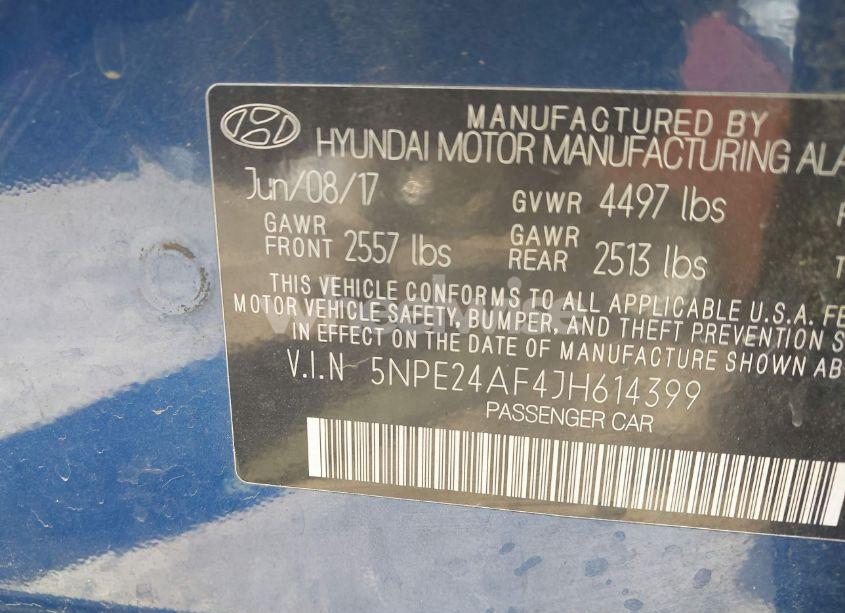 MANUFACTURED BY
HYUNDAI MOTOR MANUFACTURING ALA
Jun/08/17 GVWR 4497 lbs
GAWR FRONT 2557 lbs GAWR REAR 2513 lbs T
THIS VEHICLE CONFORMS TO ALL APPLICABLE U.S.A. FE
MOTOR VEHICLE SAFETY, BUMPER, AND THEFT PREVENTION S
IN EFFECT ON THE DATE OF MANUFACTURE SHOWN AB
V.I.N 5NPE24AF4JH614399
PASSENGER CAR